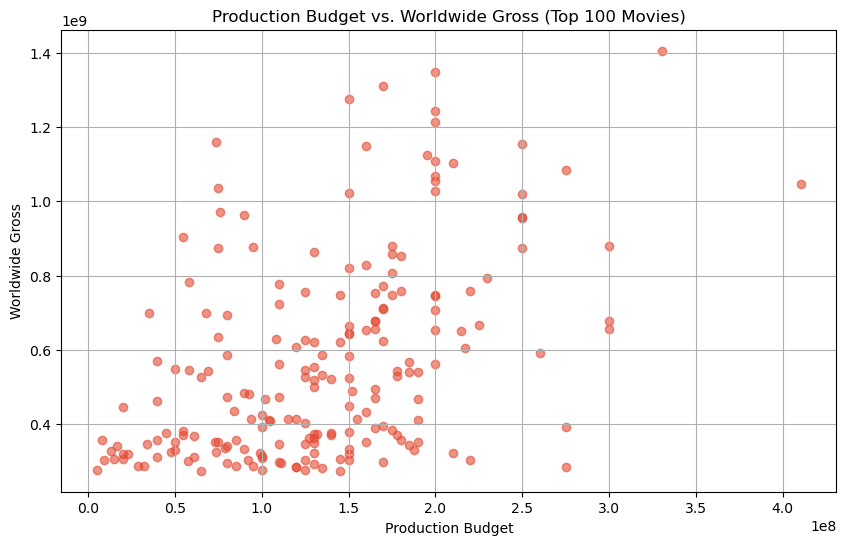 Production Budget vs. Worldwide Gross (Top 100 Movies)
1e9
1.4
1.2
1.0
0.8
0.6
0.4
Worldwide Gross
0.0 0.5 1.0 1.5 2.0 2.5 3.0 3.5 4.0
1e8
Production Budget